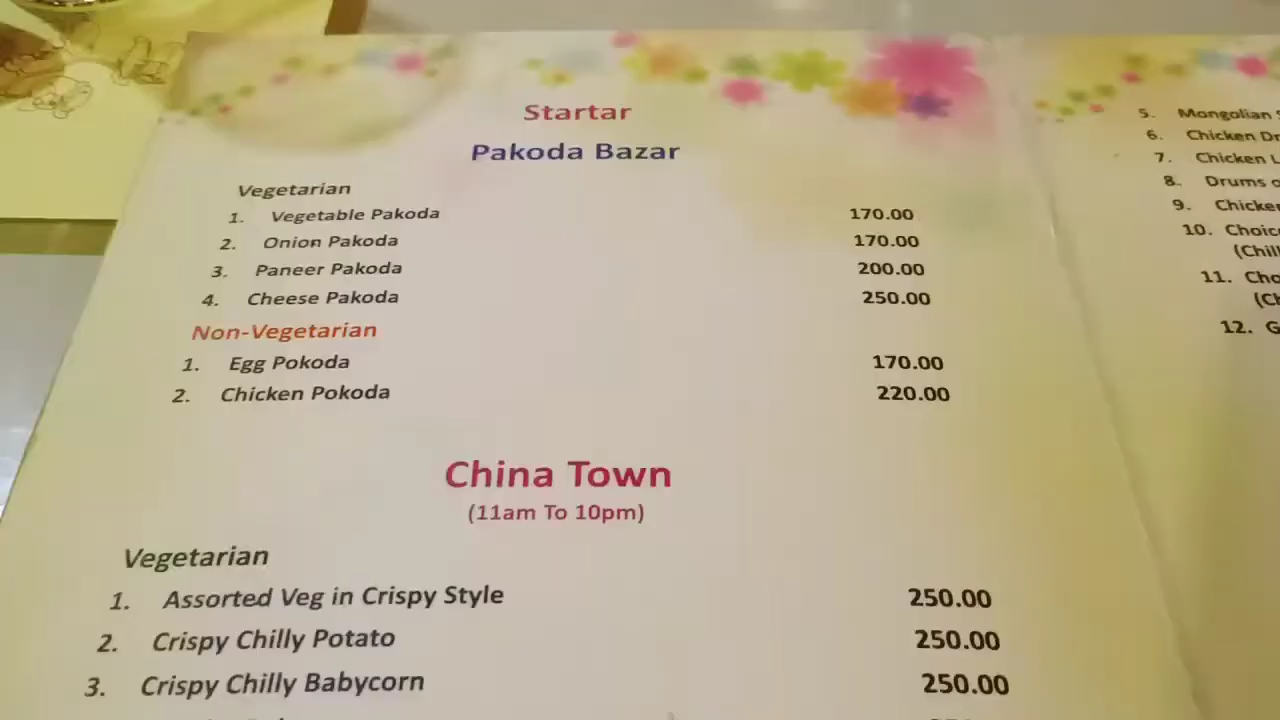 Startar
Pakoda Bazar
Vegetarian
1. Vegetable Pakoda 170.00
2. Onion Pakoda 170.00
3. Paneer Pakoda 200.00
4. Cheese Pakoda 250.00
Non-Vegetarian
1. Egg Pokoda 170.00
2. Chicken Pokoda 220.00
China Town
(11am To 10pm)
Vegetarian
1. Assorted Veg in Crispy Style 250.00
2. Crispy Chilly Potato 250.00
3. Crispy Chilly Babycorn 250.00
5. Mongolian
6. Chicken
7. Chicken
8. Drums
9.
10.
11.
12.